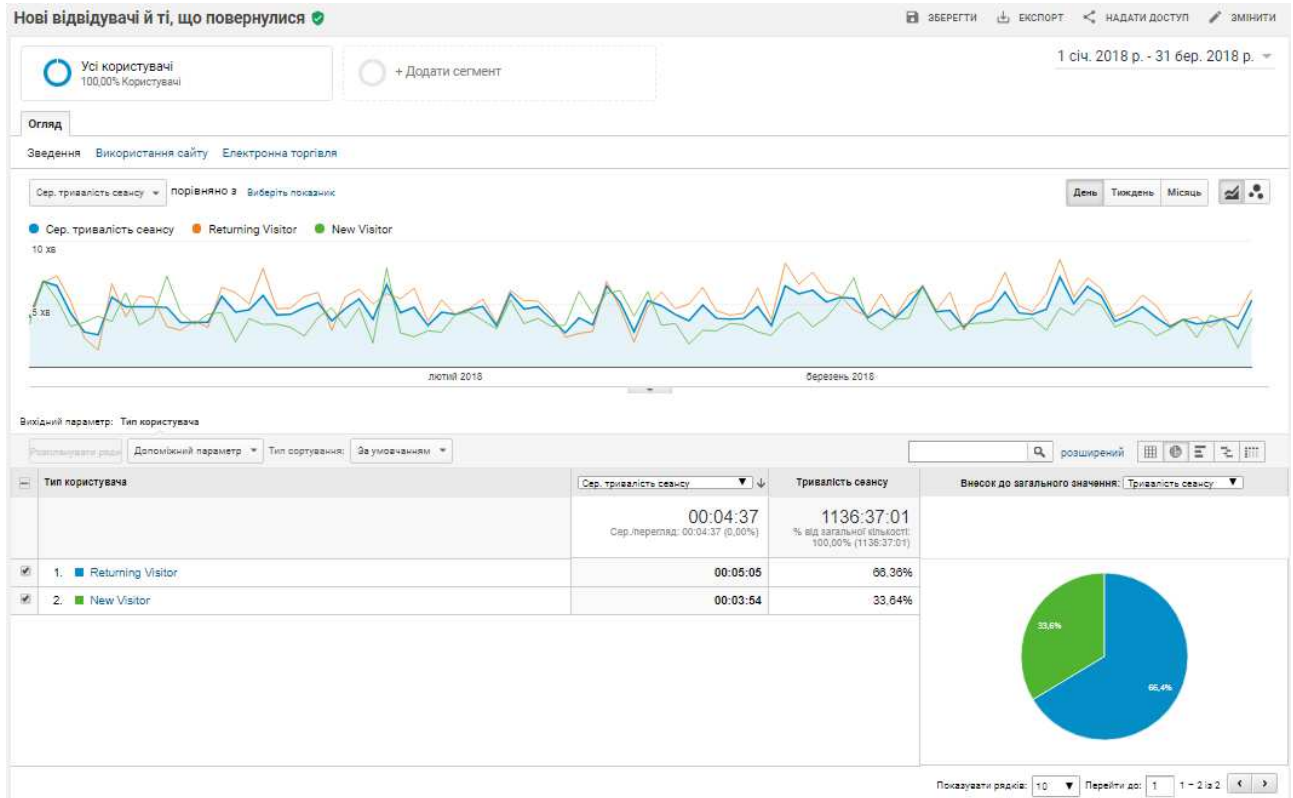 Нові відвідувачі й ті, що повернулися
ЗБЕРЕГТИ ЕКСПОРТ НАДАТИ ДОСТУП ЗМІНИТИ
Усі користувачі
100,00% Користувачі
+ Додати сегмент
1 січ. 2018 р. - 31 бер. 2018 р.
Огляд
Зведення Використання сайту Електронна торгівля
Сер. тривалість сеансу порівняно з Виберіть показник
День Тиждень Місяць
Сер. тривалість сеансу Returning Visitor New Visitor
10 хв
5 хв
лютий 2018 березень 2018
Вихідний параметр: Тип користувача
Допоміжний параметр Тип сортування: За умовчанням
розширений
Тип користувача Сер. тривалість сеансу Тривалість сеансу Внесок до загального значення: Тривалість сеансу
00:04:37 1136:37:01
Сер./перегляд: 00:04:37 (0,00%) % від загальної кількості:
100,00% (1136:37:01)
1. Returning Visitor 00:05:05 66,36%
2. New Visitor 00:03:54 33,64%
33,6%
66,4%
Показувати рядків: 10 Перейти до: 1 1 – 2 із 2